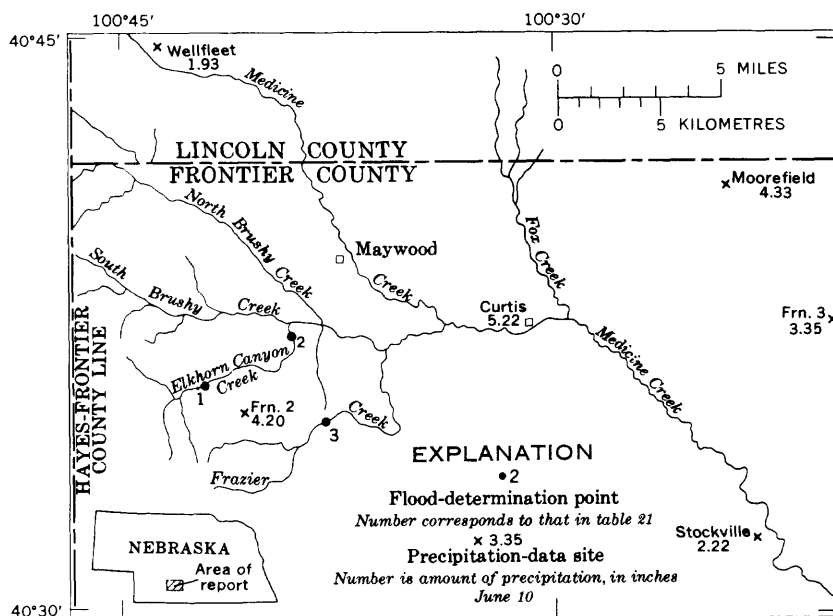 100°45' 100°30'
40°45'
Wellfleet
1.93
Medicine
0 5 MILES
0 5 KILOMETRES
LINCOLN COUNTY
FRONTIER COUNTY
Moorefield
4.33
North Brushy Creek
Fox Creek
Maywood
South Brushy Creek
Creek
Curtis
5.22
Frn. 3
3.35
Medicine Creek
2
Elkhorn Canyon
Creek
1
Frn. 2
4.20
3
Creek
Frazier
HAYES-FRONTIER
COUNTY LINE
EXPLANATION
2
Flood-determination point
Number corresponds to that in table 21
3.35
Precipitation-data site
Number is amount of precipitation, in inches
June 10
Stockville
2.22
NEBRASKA
Area of
report
40°30'